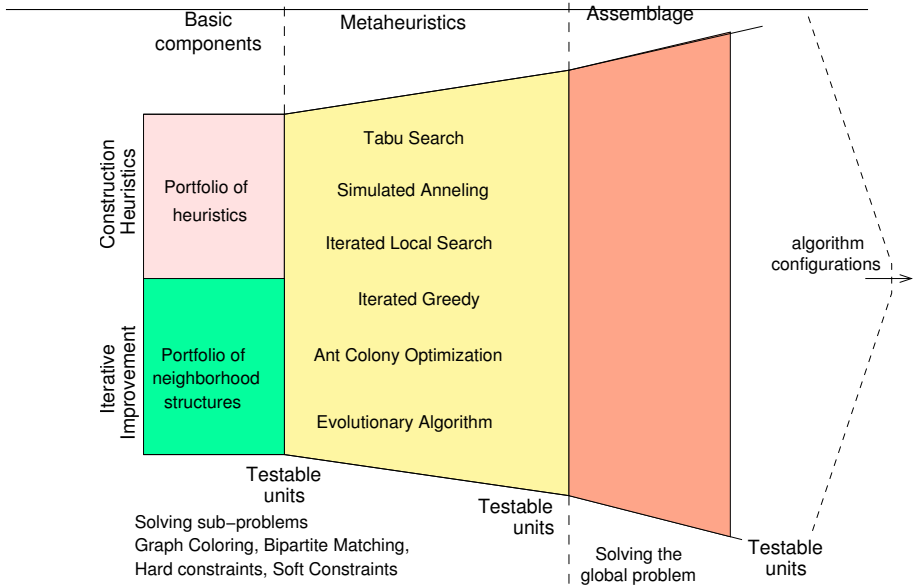 Basic
components
Metaheuristics
Assemblage
Construction
Heuristics
Portfolio of
heuristics
Iterative
Improvement
Portfolio of
neighborhood
structures
Tabu Search
Simulated Anneling
Iterated Local Search
Iterated Greedy
Ant Colony Optimization
Evolutionary Algorithm
algorithm
configurations
Testable
units
Testable
units
Testable
units
Solving sub−problems
Graph Coloring, Bipartite Matching,
Hard constraints, Soft Constraints
Solving the
global problem